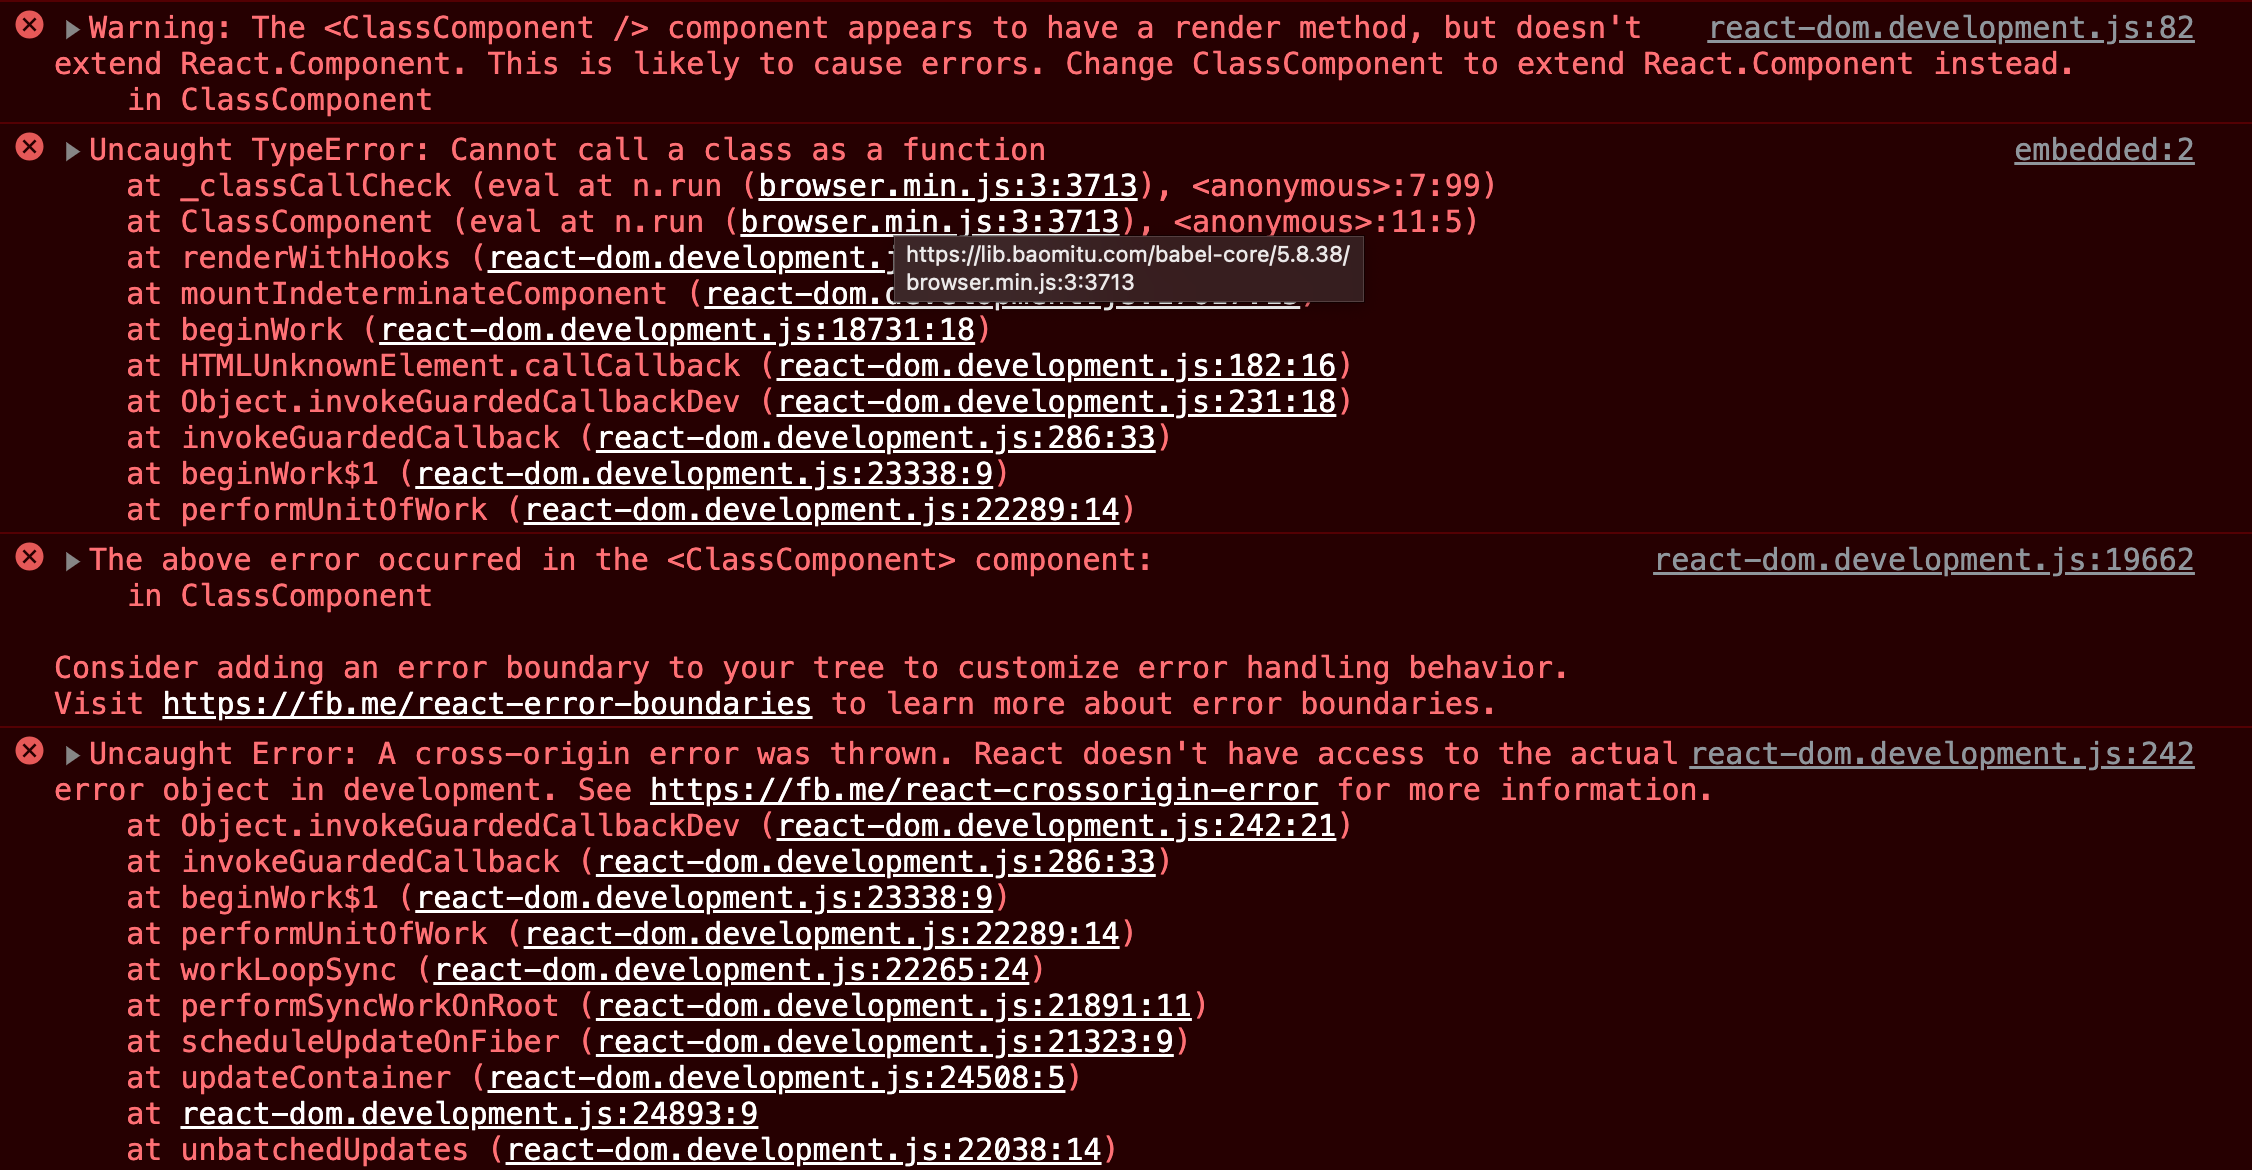 ▶Warning: The <ClassComponent /> component appears to have a render method, but doesn't react-dom.development.js:82
extend React.Component. This is likely to cause errors. Change ClassComponent to extend React.Component instead.
in ClassComponent
▶Uncaught TypeError: Cannot call a class as a function embedded:2
at _classCallCheck (eval at n.run (browser.min.js:3:3713), <anonymous>:7:99)
at ClassComponent (eval at n.run (browser.min.js:3:3713), <anonymous>:11:5)
at renderWithHooks (react-dom.development.j
https://lib.baomitu.com/babel-core/5.8.38/
browser.min.js:3:3713
at mountIndeterminateComponent (react-dom.
at beginWork (react-dom.development.js:18731:18)
at HTMLUnknownElement.callCallback (react-dom.development.js:182:16)
at Object.invokeGuardedCallbackDev (react-dom.development.js:231:18)
at invokeGuardedCallback (react-dom.development.js:286:33)
at beginWork$1 (react-dom.development.js:23338:9)
at performUnitOfWork (react-dom.development.js:22289:14)
▶The above error occurred in the <ClassComponent> component: react-dom.development.js:19662
in ClassComponent
Consider adding an error boundary to your tree to customize error handling behavior.
Visit https://fb.me/react-error-boundaries to learn more about error boundaries.
▶Uncaught Error: A cross-origin error was thrown. React doesn't have access to the actual react-dom.development.js:242
error object in development. See https://fb.me/react-crossorigin-error for more information.
at Object.invokeGuardedCallbackDev (react-dom.development.js:242:21)
at invokeGuardedCallback (react-dom.development.js:286:33)
at beginWork$1 (react-dom.development.js:23338:9)
at performUnitOfWork (react-dom.development.js:22289:14)
at workLoopSync (react-dom.development.js:22265:24)
at performSyncWorkOnRoot (react-dom.development.js:21891:11)
at scheduleUpdateOnFiber (react-dom.development.js:21323:9)
at updateContainer (react-dom.development.js:24508:5)
at react-dom.development.js:24893:9
at unbatchedUpdates (react-dom.development.js:22038:14)